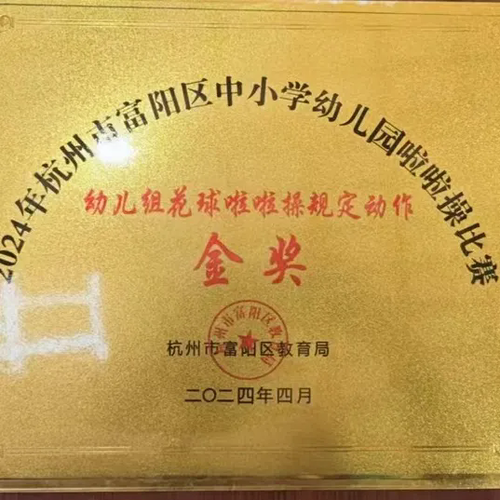 2024年杭州市富阳区中小学幼儿园啦啦操比赛
幼儿组花球啦啦操规定动作
金奖
杭州市富阳区教育局
二〇二四年四月